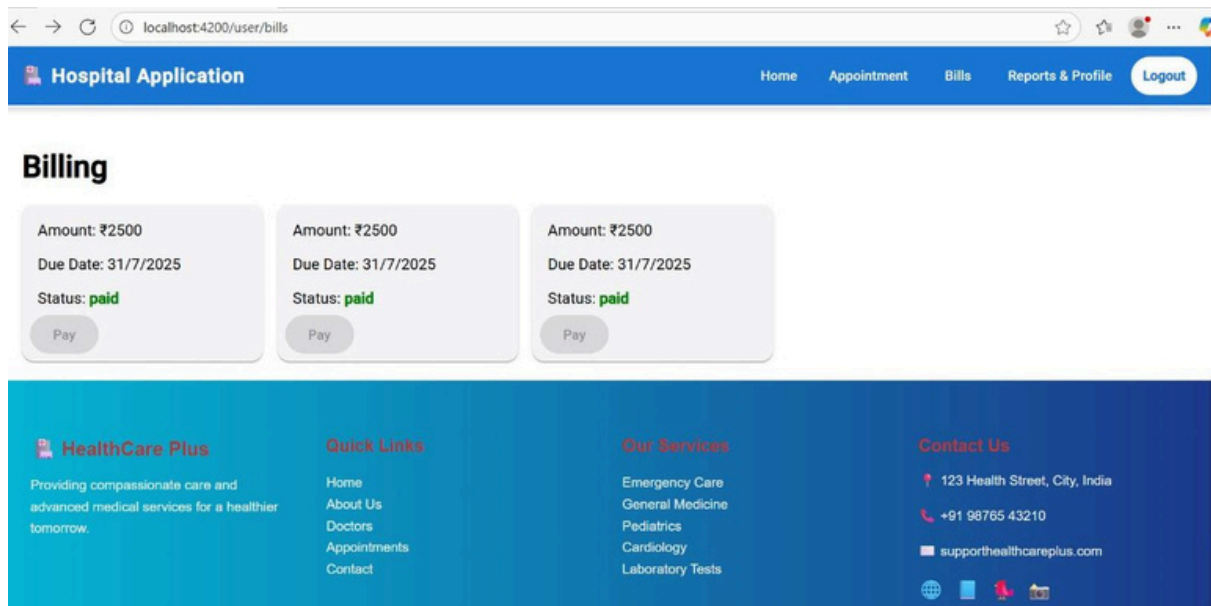 localhost:4200/user/bills
Hospital Application
Home Appointment Bills Reports & Profile Logout
Billing
Amount: ₹2500
Due Date: 31/7/2025
Status: paid
Pay
Amount: ₹2500
Due Date: 31/7/2025
Status: paid
Pay
Amount: ₹2500
Due Date: 31/7/2025
Status: paid
Pay
HealthCare Plus
Providing compassionate care and
advanced medical services for a healthier
tomorrow.
Quick Links
Home
About Us
Doctors
Appointments
Contact
Our Services
Emergency Care
General Medicine
Pediatrics
Cardiology
Laboratory Tests
Contact Us
123 Health Street, City, India
+91 98765 43210
supporthealthcareplus.com